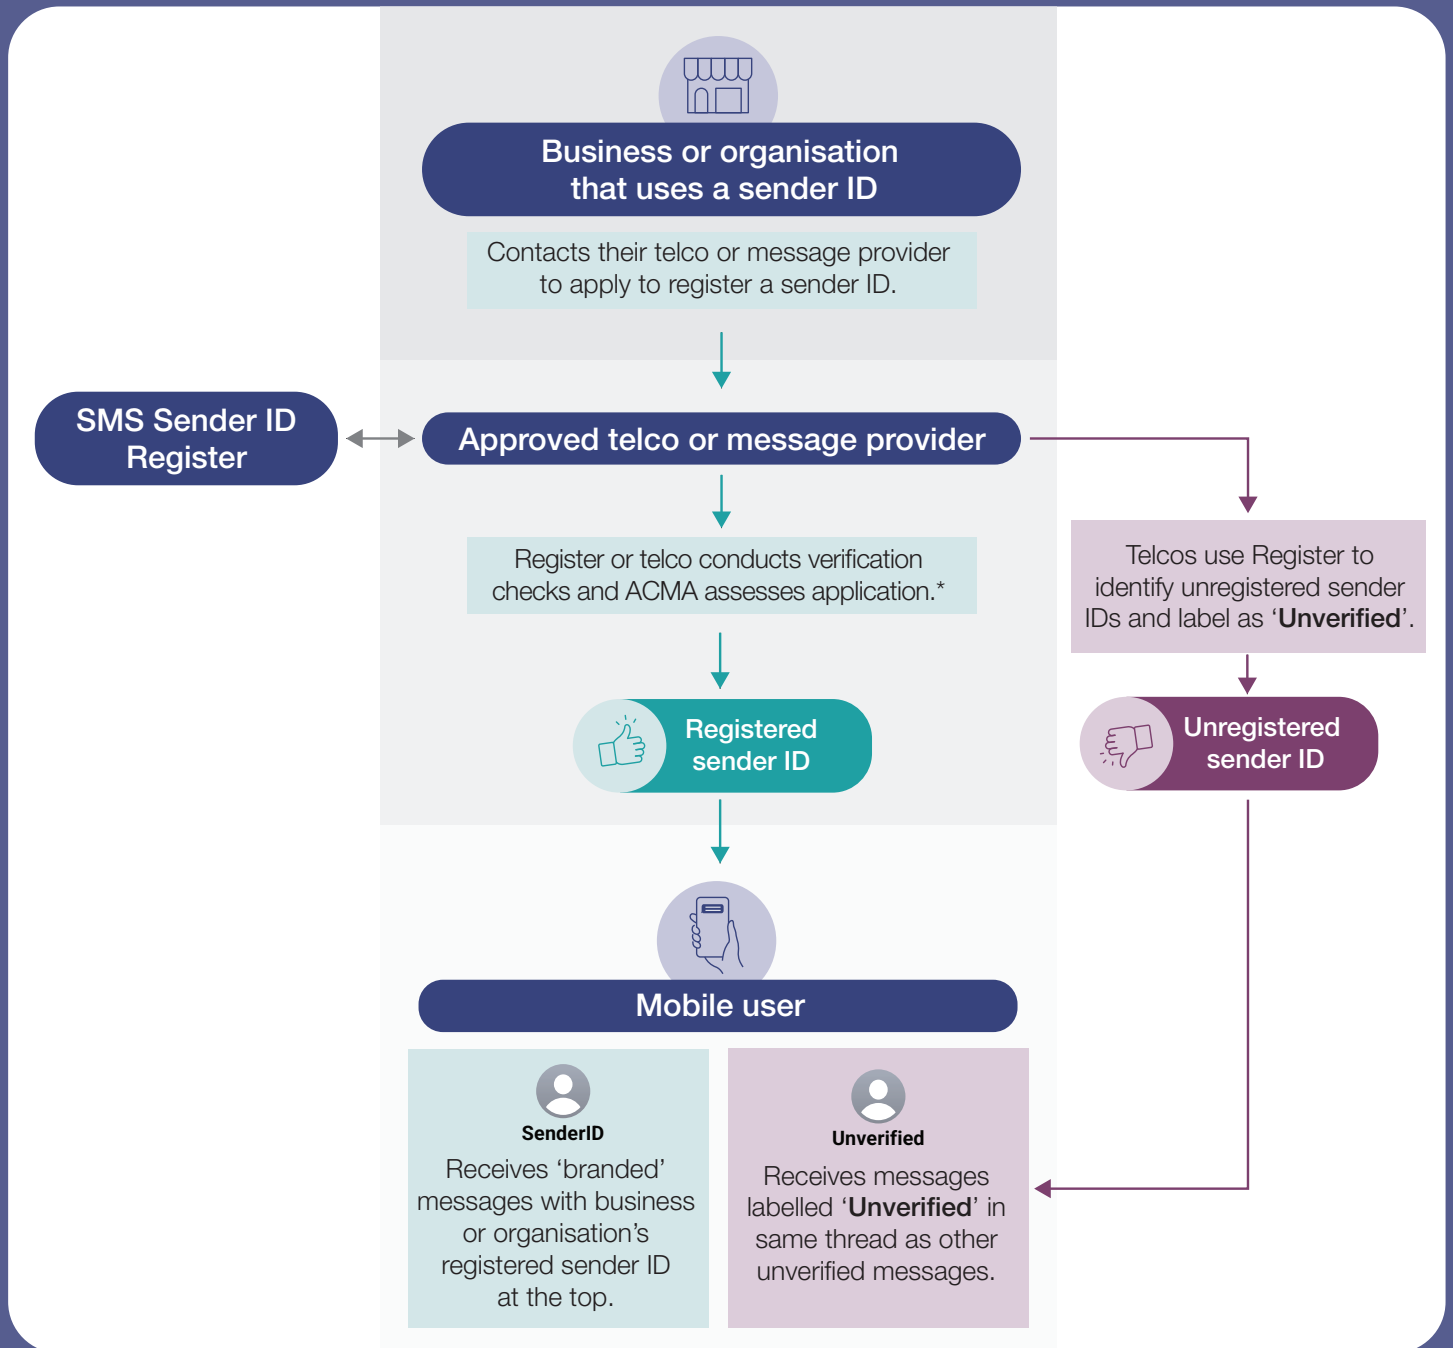 Business or organisation
that uses a sender ID
Contacts their telco or message provider
to apply to register a sender ID.
SMS Sender ID
Register
Approved telco or message provider
Register or telco conducts verification
checks and ACMA assesses application.*
Telcos use Register to
identify unregistered sender
IDs and label as ‘Unverified’.
Registered
sender ID
Unregistered
sender ID
Mobile user
SenderID
Receives ‘branded’
messages with business
or organisation’s
registered sender ID
at the top.
Unverified
Receives messages
labelled ‘Unverified’ in
same thread as other
unverified messages.